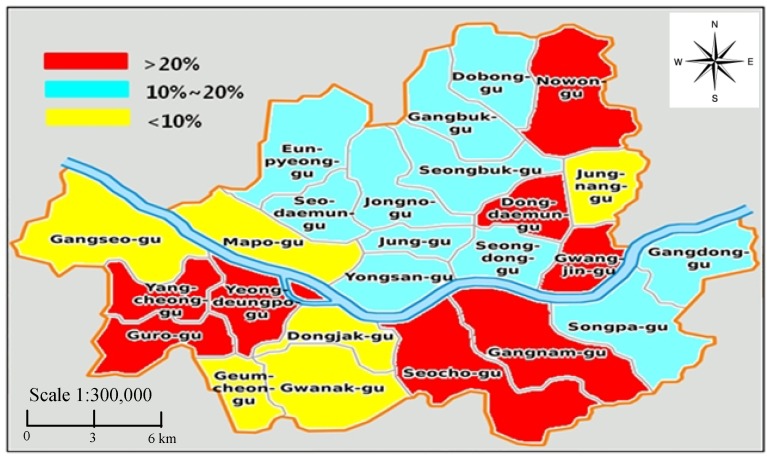 >20%
10%~20%
<10%
N
W
E
S
Dobong-
gu
Nowon-
gu
Gangbuk-
gu
Eun-
pyeong-
gu
Seongbuk-gu
Jung-
nang-
gu
Seo-
daemun-
gu
Jongno-
gu
Dong-
daemun-
gu
Gangseo-gu
Mapo-gu
Jung-gu
Seong-
dong-
gu
Gwang-
jin-gu
Gangdong-
gu
Yongsan-gu
Yang-
cheong-
gu
Yeong-
deungpo-
gu
Songpa-gu
Guro-gu
Dongjak-gu
Gangnam-gu
Seocho-gu
Geum-
cheon-
gu
Gwanak-gu
Scale 1:300,000
0
3
6 km